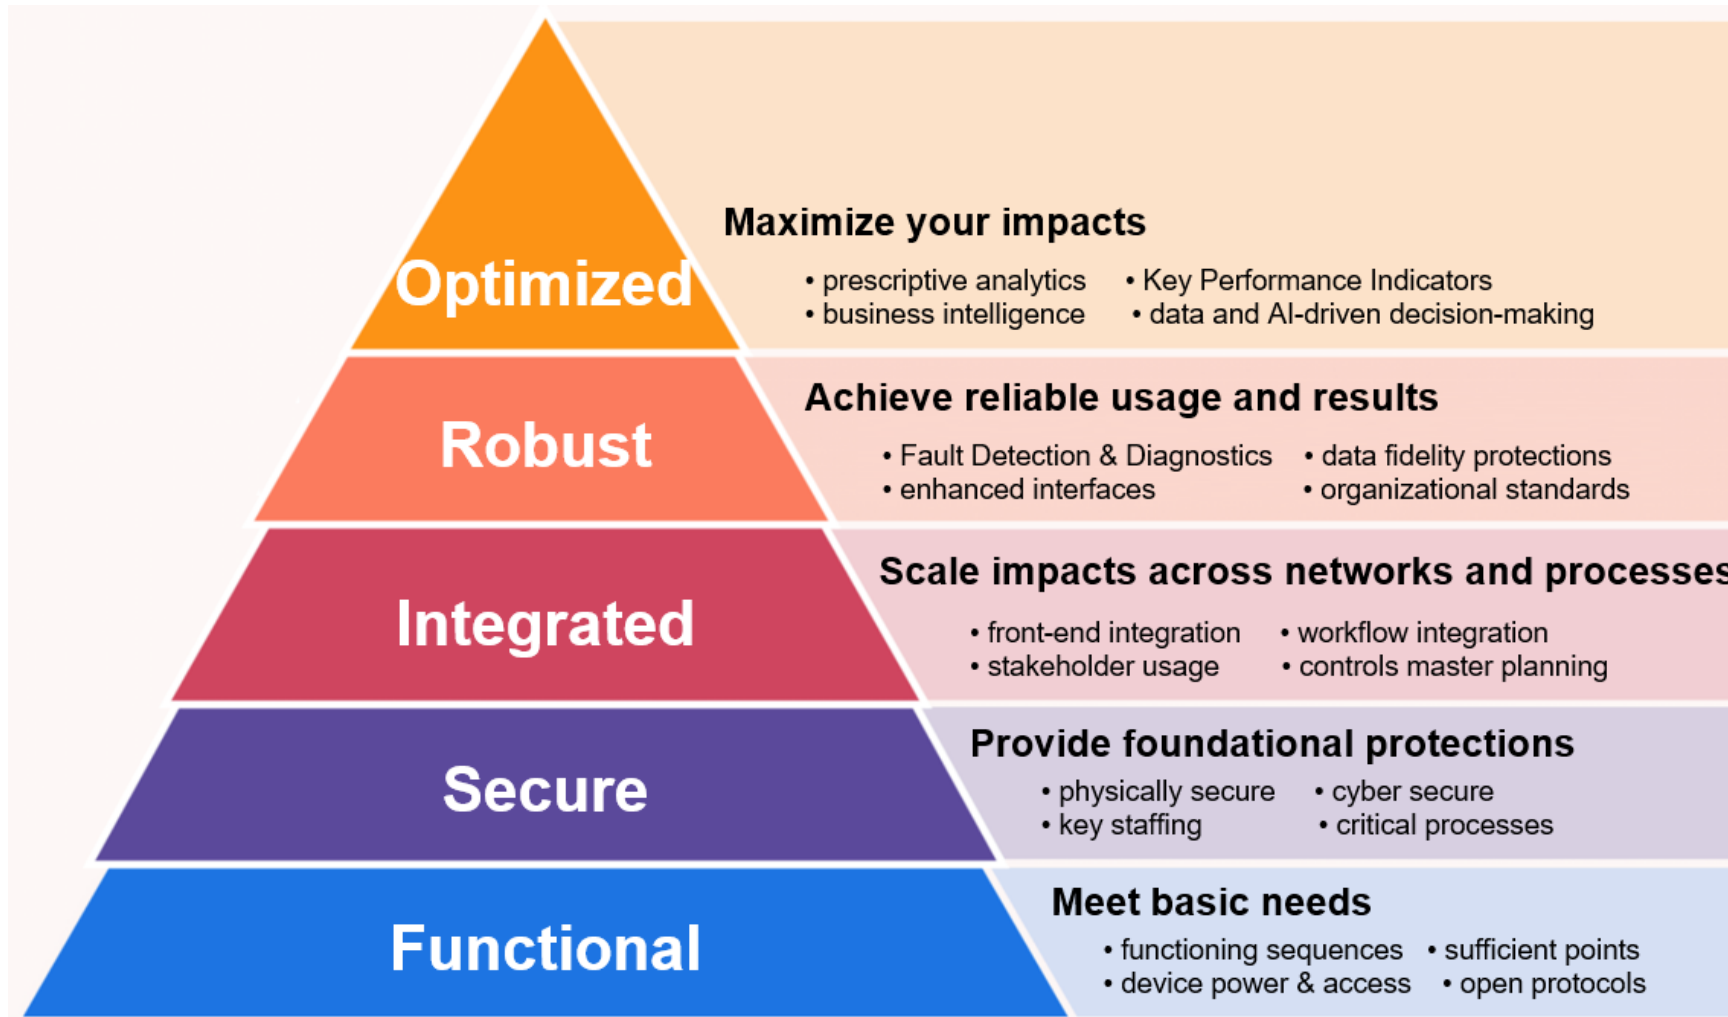 Optimized
Maximize your impacts
• prescriptive analytics • Key Performance Indicators
• business intelligence • data and AI-driven decision-making
Robust
Achieve reliable usage and results
• Fault Detection & Diagnostics • data fidelity protections
• enhanced interfaces • organizational standards
Integrated
Scale impacts across networks and processes
• front-end integration • workflow integration
• stakeholder usage • controls master planning
Secure
Provide foundational protections
• physically secure • cyber secure
• key staffing • critical processes
Functional
Meet basic needs
• functioning sequences • sufficient points
• device power & access • open protocols